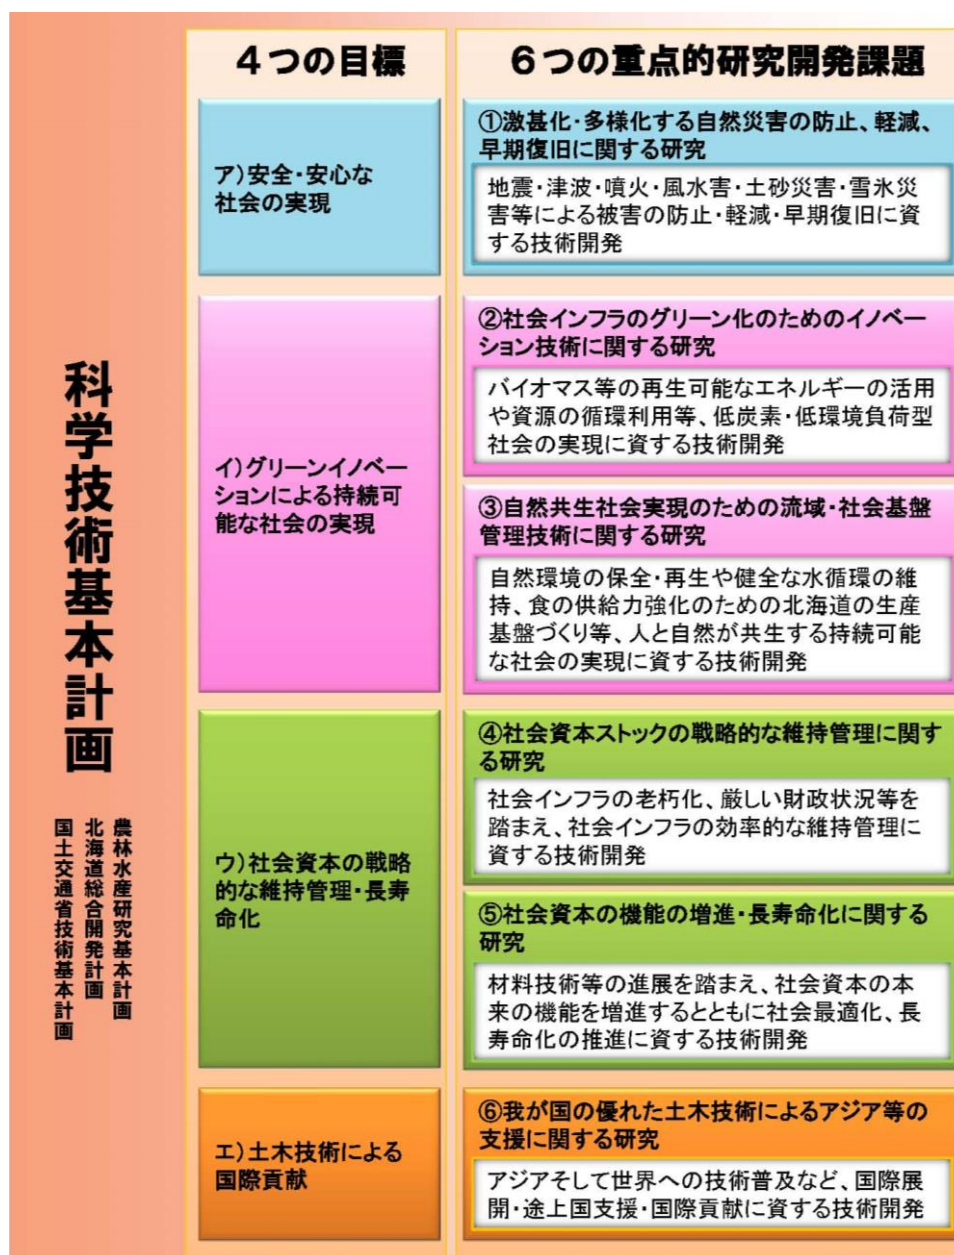 科学技術基本計画
農林水産研究基本計画
北海道総合開発計画
国土交通省技術基本計画
4つの目標
6つの重点的研究開発課題
ア)安全・安心な
社会の実現
①激甚化・多様化する自然災害の防止、軽減、
早期復旧に関する研究
地震・津波・噴火・風水害・土砂災害・雪氷災
害等による被害の防止・軽減・早期復旧に資
する技術開発
イ)グリーンイノベー
ションによる持続可
能な社会の実現
②社会インフラのグリーン化のためのイノベー
ション技術に関する研究
バイオマス等の再生可能なエネルギーの活用
や資源の循環利用等、低炭素・低環境負荷型
社会の実現に資する技術開発
③自然共生社会実現のための流域・社会基盤
管理技術に関する研究
自然環境の保全・再生や健全な水循環の維
持、食の供給力強化のための北海道の生産
基盤づくり等、人と自然が共生する持続可能
な社会の実現に資する技術開発
ウ)社会資本の戦略
的な維持管理・長寿
命化
④社会資本ストックの戦略的な維持管理に関す
る研究
社会インフラの老朽化、厳しい財政状況等を
踏まえ、社会インフラの効率的な維持管理に
資する技術開発
⑤社会資本の機能の増進・長寿命化に関する
研究
材料技術等の進展を踏まえ、社会資本の本
来の機能を増進するとともに社会最適化、長
寿命化の推進に資する技術開発
エ)土木技術による
国際貢献
⑥我が国の優れた土木技術によるアジア等の
支援に関する研究
アジアそして世界への技術普及など、国際展
開・途上国支援・国際貢献に資する技術開発